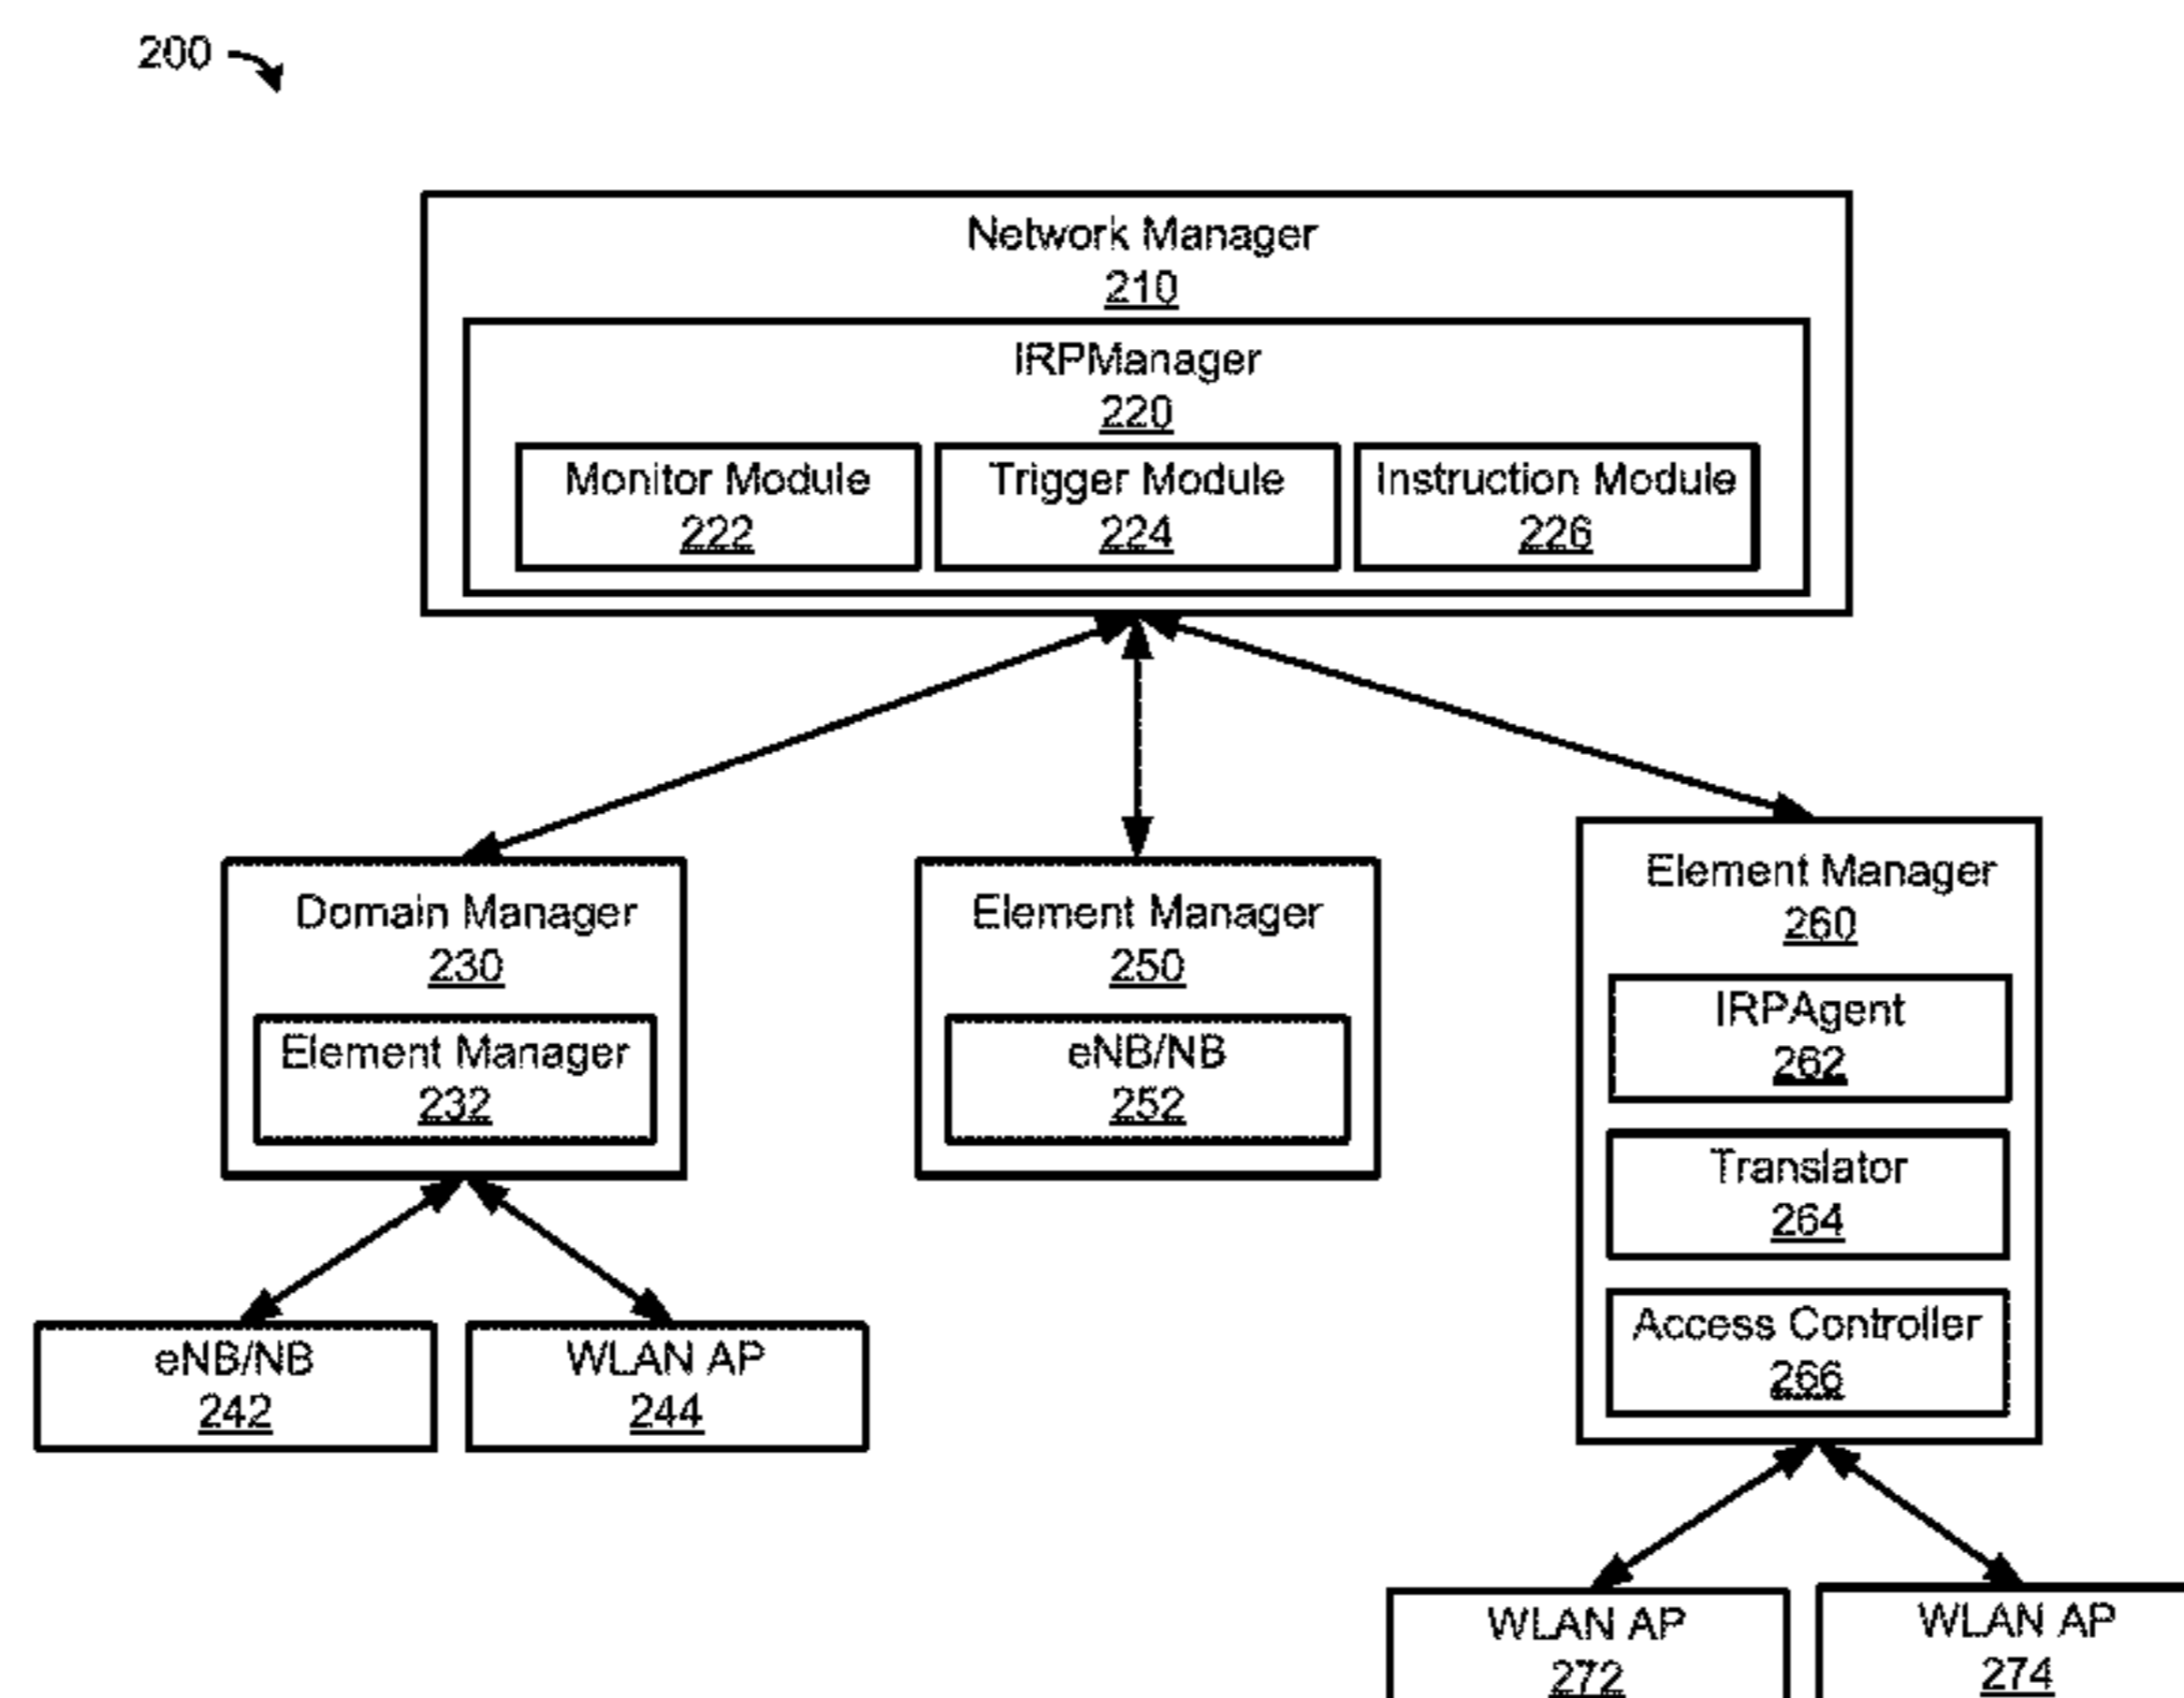 200
Network Manager
210
IRPManager
220
Monitor Module
222
Trigger Module
224
Instruction Module
226
Domain Manager
230
Element Manager
232
Element Manager
250
eNB/NB
252
Element Manager
260
IRPAgent
262
Translator
264
Access Controller
266
eNB/NB
242
WLAN AP
244
WLAN AP
272
WLAN AP
274